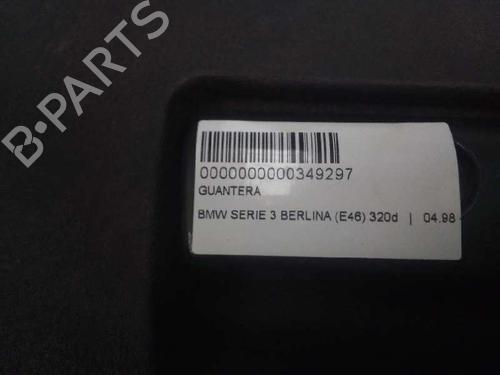 B-PARTS
0000000000349297
GUANTERA
BMW SERIE 3 BERLINA (E46) 320d | 04.98 -